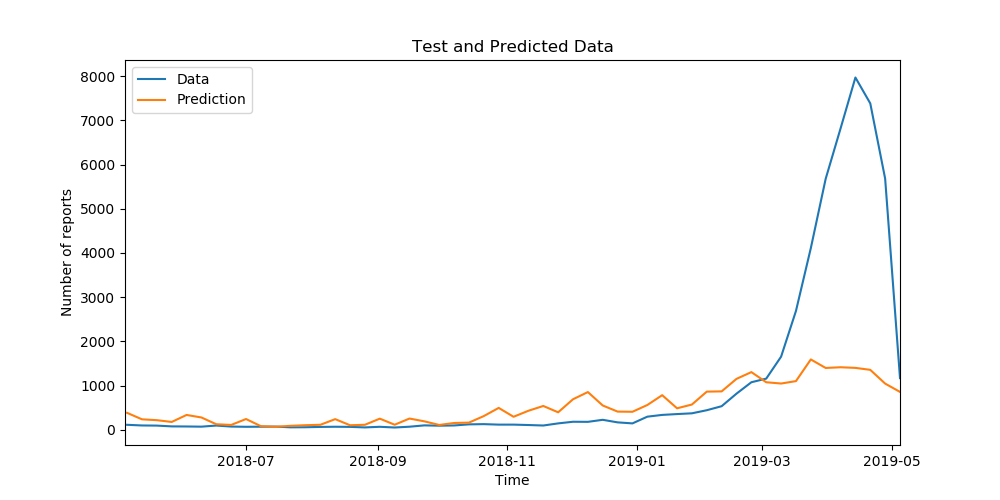 Test and Predicted Data
Data
Prediction
8000
7000
6000
5000
4000
3000
2000
1000
0
Number of reports
2018-07 2018-09 2018-11 2019-01 2019-03 2019-05
Time